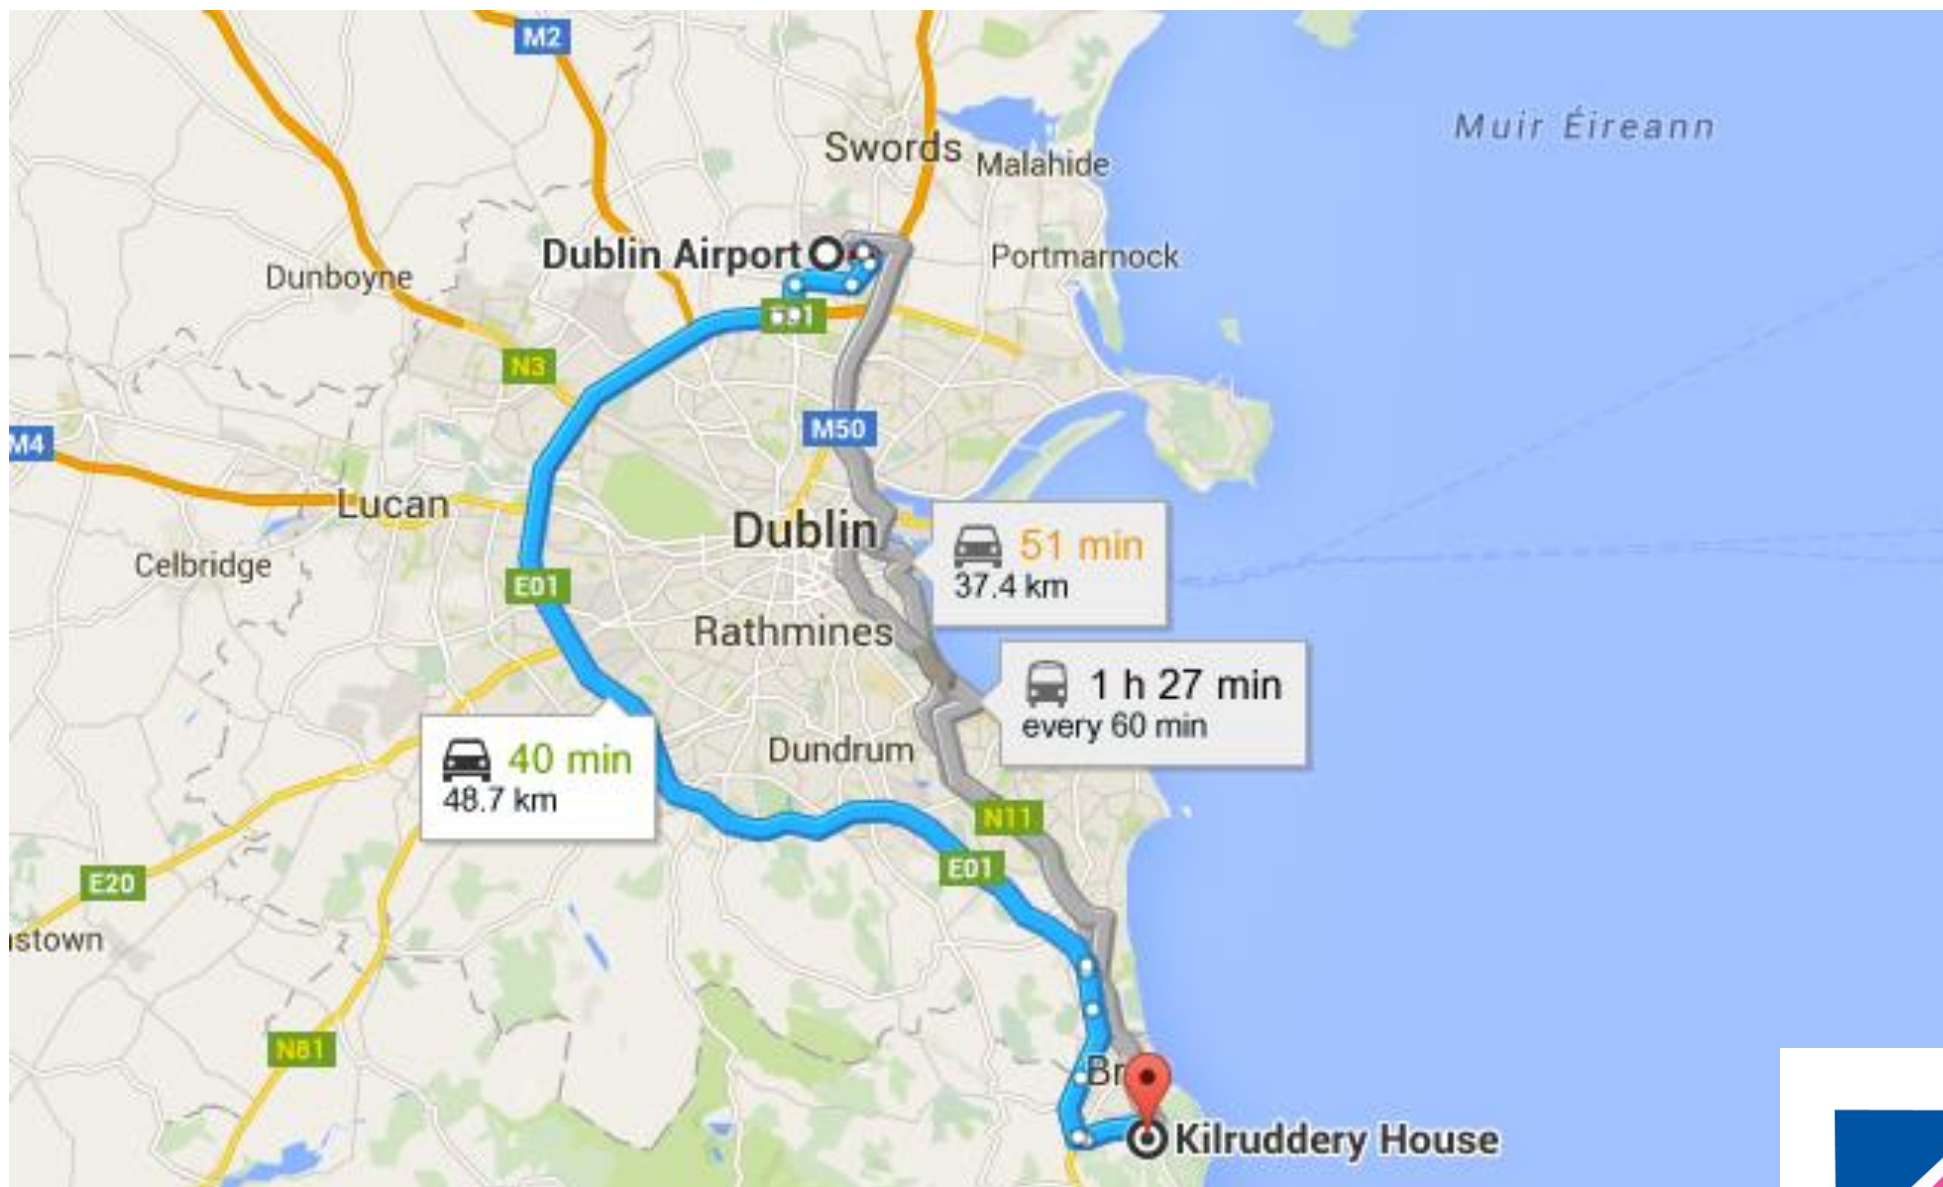 M2
Muir Éireann
Swords
Malahide
Dublin Airport
Portmarnock
Dunboyne
N3
M50
M4
Lucan
Dublin
51 min
37.4 km
Celbridge
E01
Rathmines
1 h 27 min
every 60 min
40 min
48.7 km
Dundrum
N11
E01
E20
N81
Kilruddery House